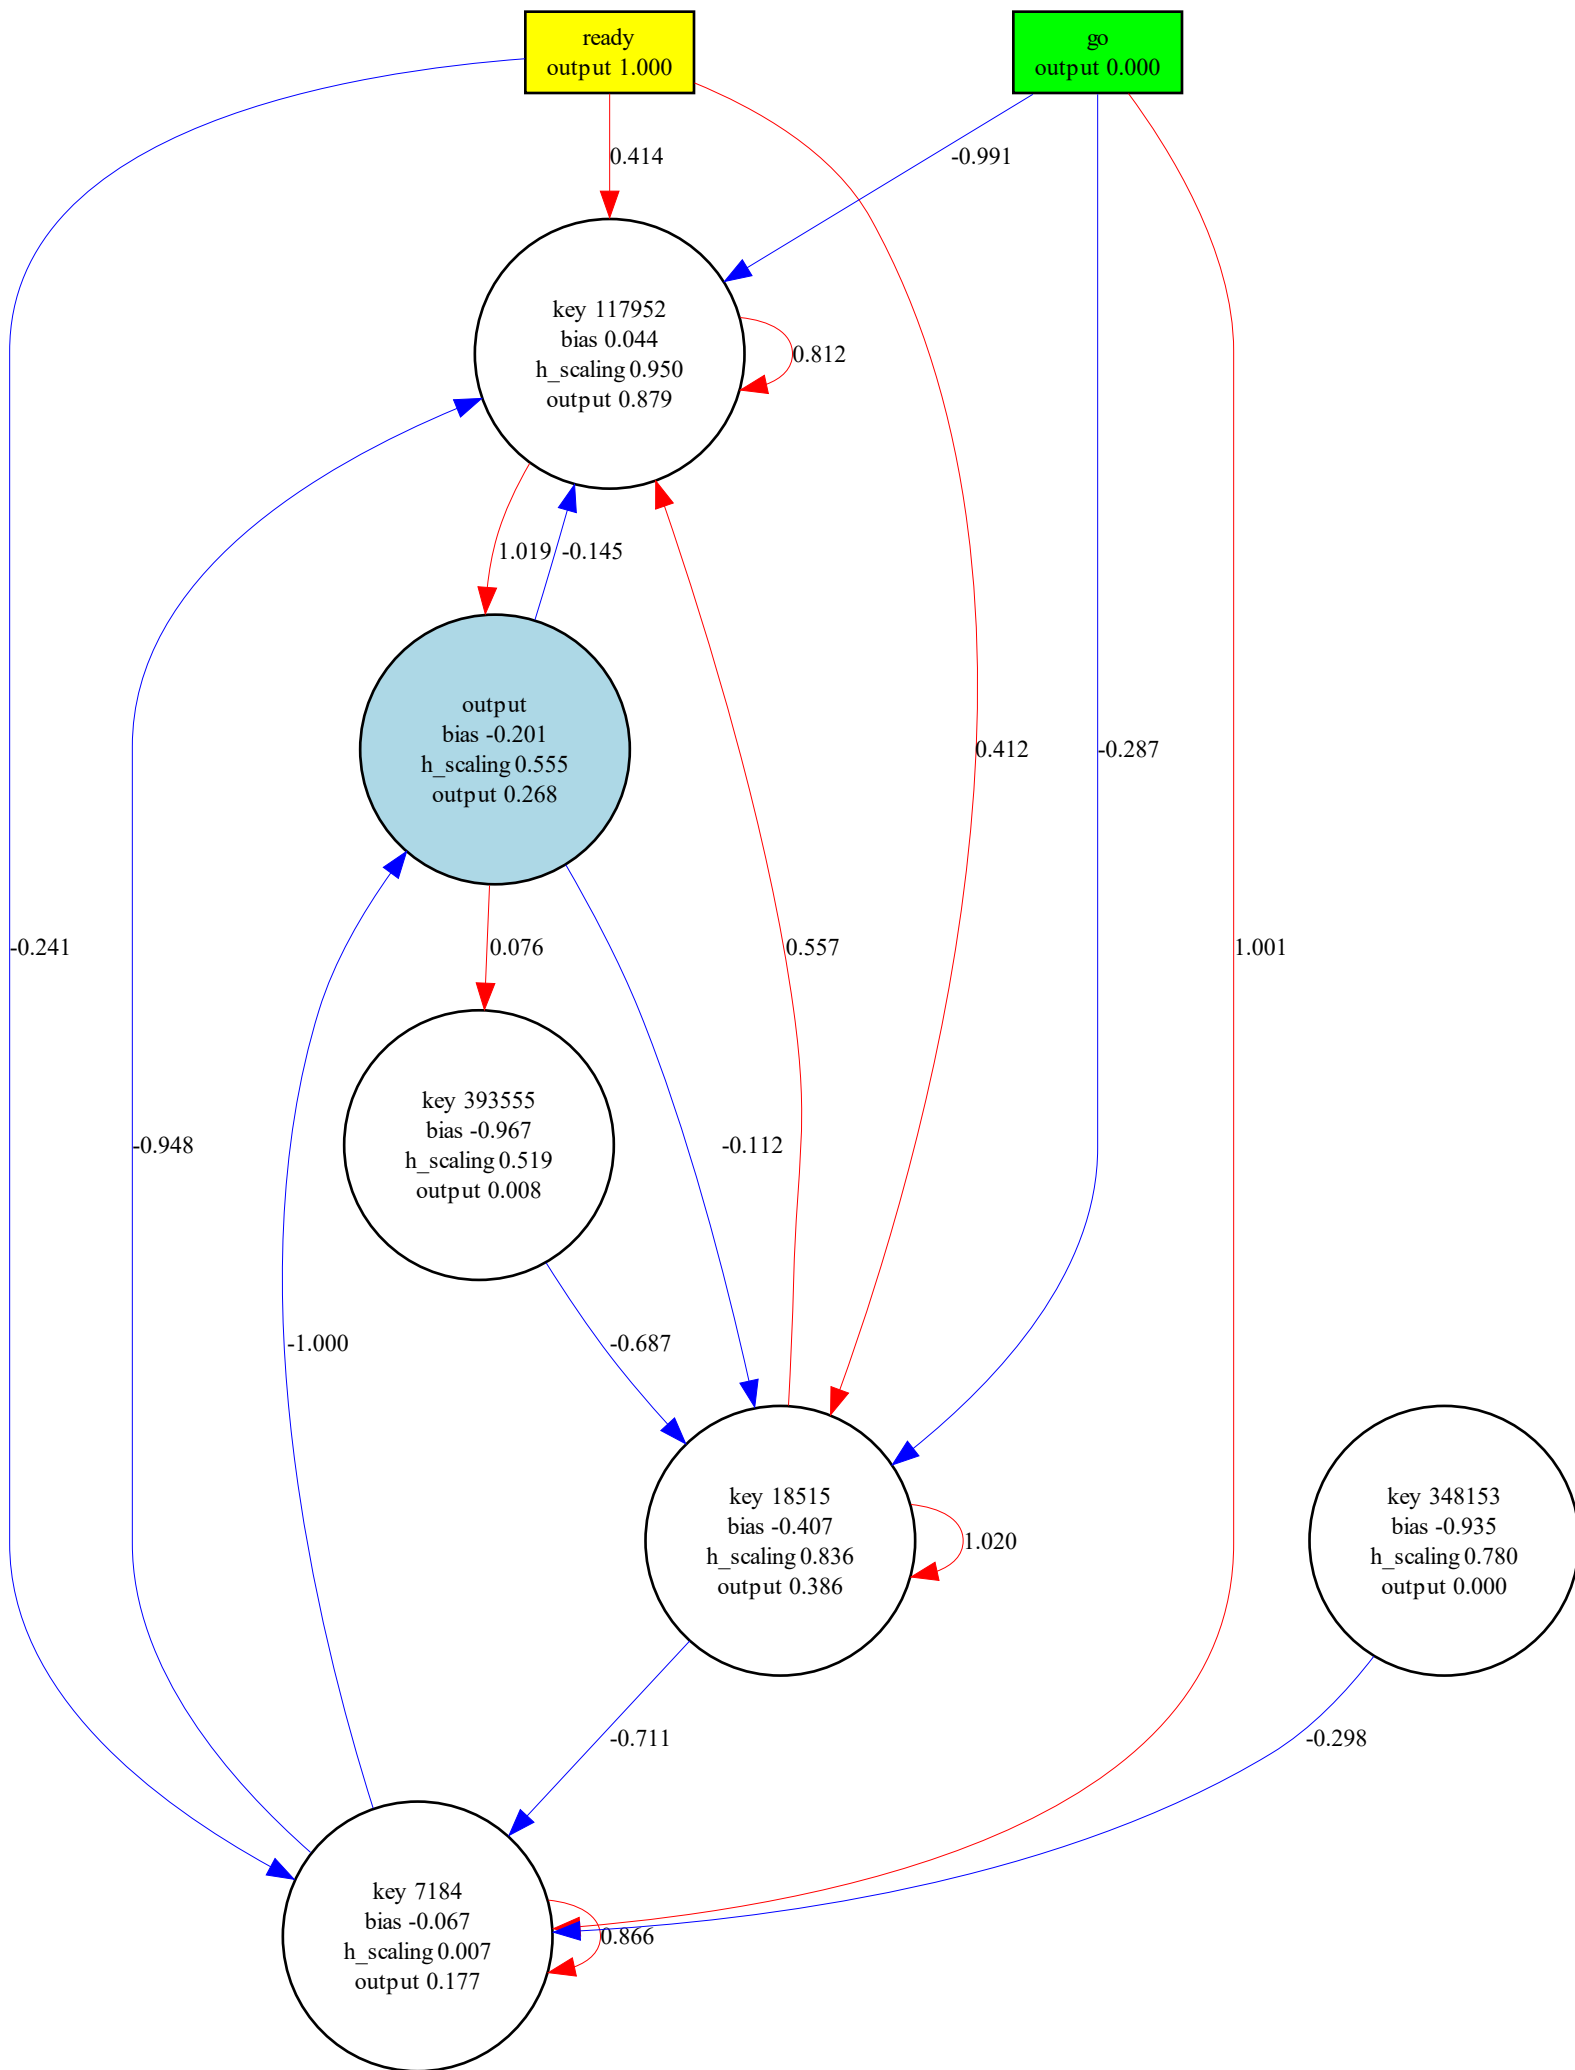 ready
output 1.000
go
output 0.000
0.414
-0.991
key 117952
bias 0.044
h_scaling 0.950
output 0.879
0.812
1.019
-0.145
output
bias -0.201
h_scaling 0.555
output 0.268
0.412
-0.287
-0.241
0.076
0.557
1.001
key 393555
bias -0.967
h_scaling 0.519
output 0.008
-0.948
-0.112
-1.000
-0.687
key 18515
bias -0.407
h_scaling 0.836
output 0.386
1.020
key 348153
bias -0.935
h_scaling 0.780
output 0.000
-0.711
-0.298
key 7184
bias -0.067
h_scaling 0.007
output 0.177
0.866